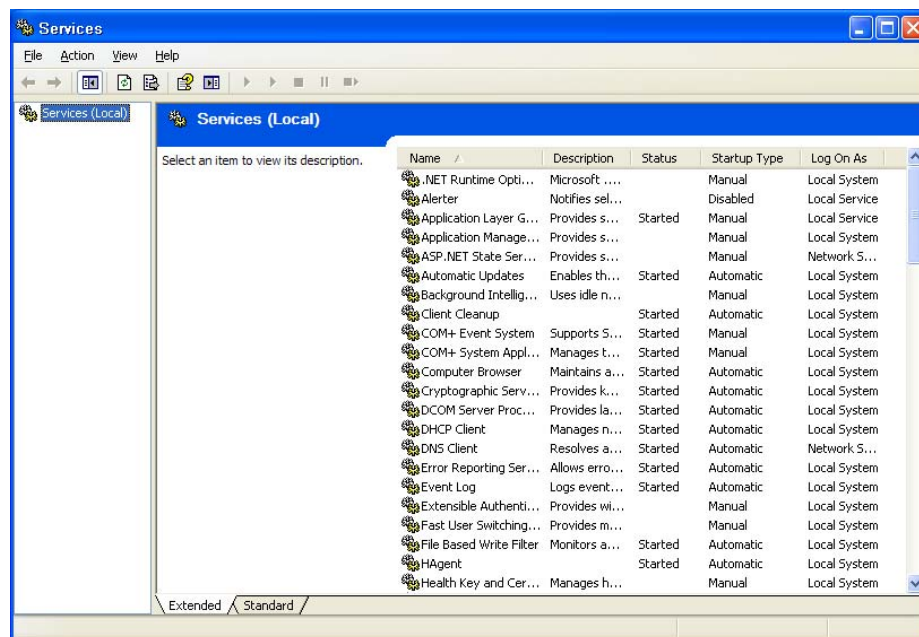 Services
File Action View Help
Services (Local)
Services (Local)
Select an item to view its description.
Name Description Status Startup Type Log On As
.NET Runtime Opti... Microsoft .... Manual Local System
Alerter Notifies sel... Disabled Local Service
Application Layer G... Provides s... Started Manual Local Service
Application Manage... Provides s... Manual Local System
ASP.NET State Ser... Provides s... Manual Network S...
Automatic Updates Enables th... Started Automatic Local System
Background Intellig... Uses idle n... Manual Local System
Client Cleanup Started Automatic Local System
COM+ Event System Supports S... Started Manual Local System
COM+ System Appl... Manages t... Started Manual Local System
Computer Browser Maintains a... Started Automatic Local System
Cryptographic Serv... Provides k... Started Automatic Local System
DCOM Server Proc... Provides la... Started Automatic Local System
DHCP Client Manages n... Started Automatic Local System
DNS Client Resolves a... Started Automatic Network S...
Error Reporting Ser... Allows erro... Started Automatic Local System
Event Log Logs event... Started Automatic Local System
Extensible Authenti... Provides wi... Manual Local System
Fast User Switching... Provides m... Manual Local System
File Based Write Filter Monitors a... Started Automatic Local System
HAgent Started Automatic Local System
Health Key and Cer... Manages h... Manual Local System
Extended Standard